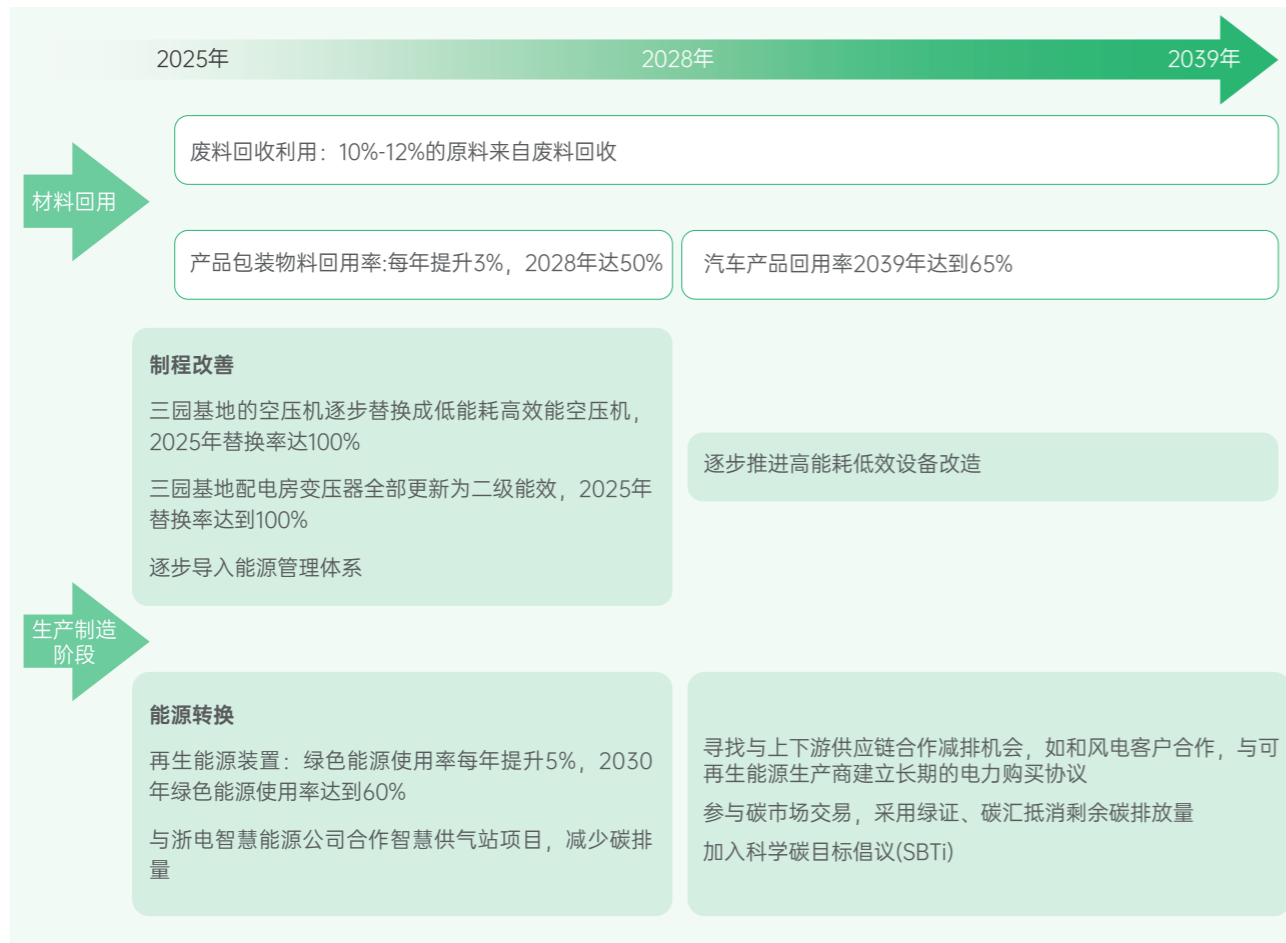 2025年
2028年
2039年
材料回用
废料回收利用：10%-12%的原料来自废料回收
产品包装物料回用率:每年提升3%，2028年达50%
汽车产品回用率2039年达到65%
生产制造
阶段
制程改善
三园基地的空压机逐步替换成低能耗高效能空压机，
2025年替换率达100%
三园基地配电房变压器全部更新为二级能效，2025年
替换率达到100%
逐步导入能源管理体系
逐步推进高能耗低效设备改造
能源转换
再生能源装置：绿色能源使用率每年提升5%，2030
年绿色能源使用率达到60%
与浙电智慧能源公司合作智慧供气站项目，减少碳排
量
寻找与上下游供应链合作减排机会，如和风电客户合作，与可
再生能源生产商建立长期的电力购买协议
参与碳市场交易，采用绿证、碳汇抵消剩余碳排放量
加入科学碳目标倡议(SBTi)